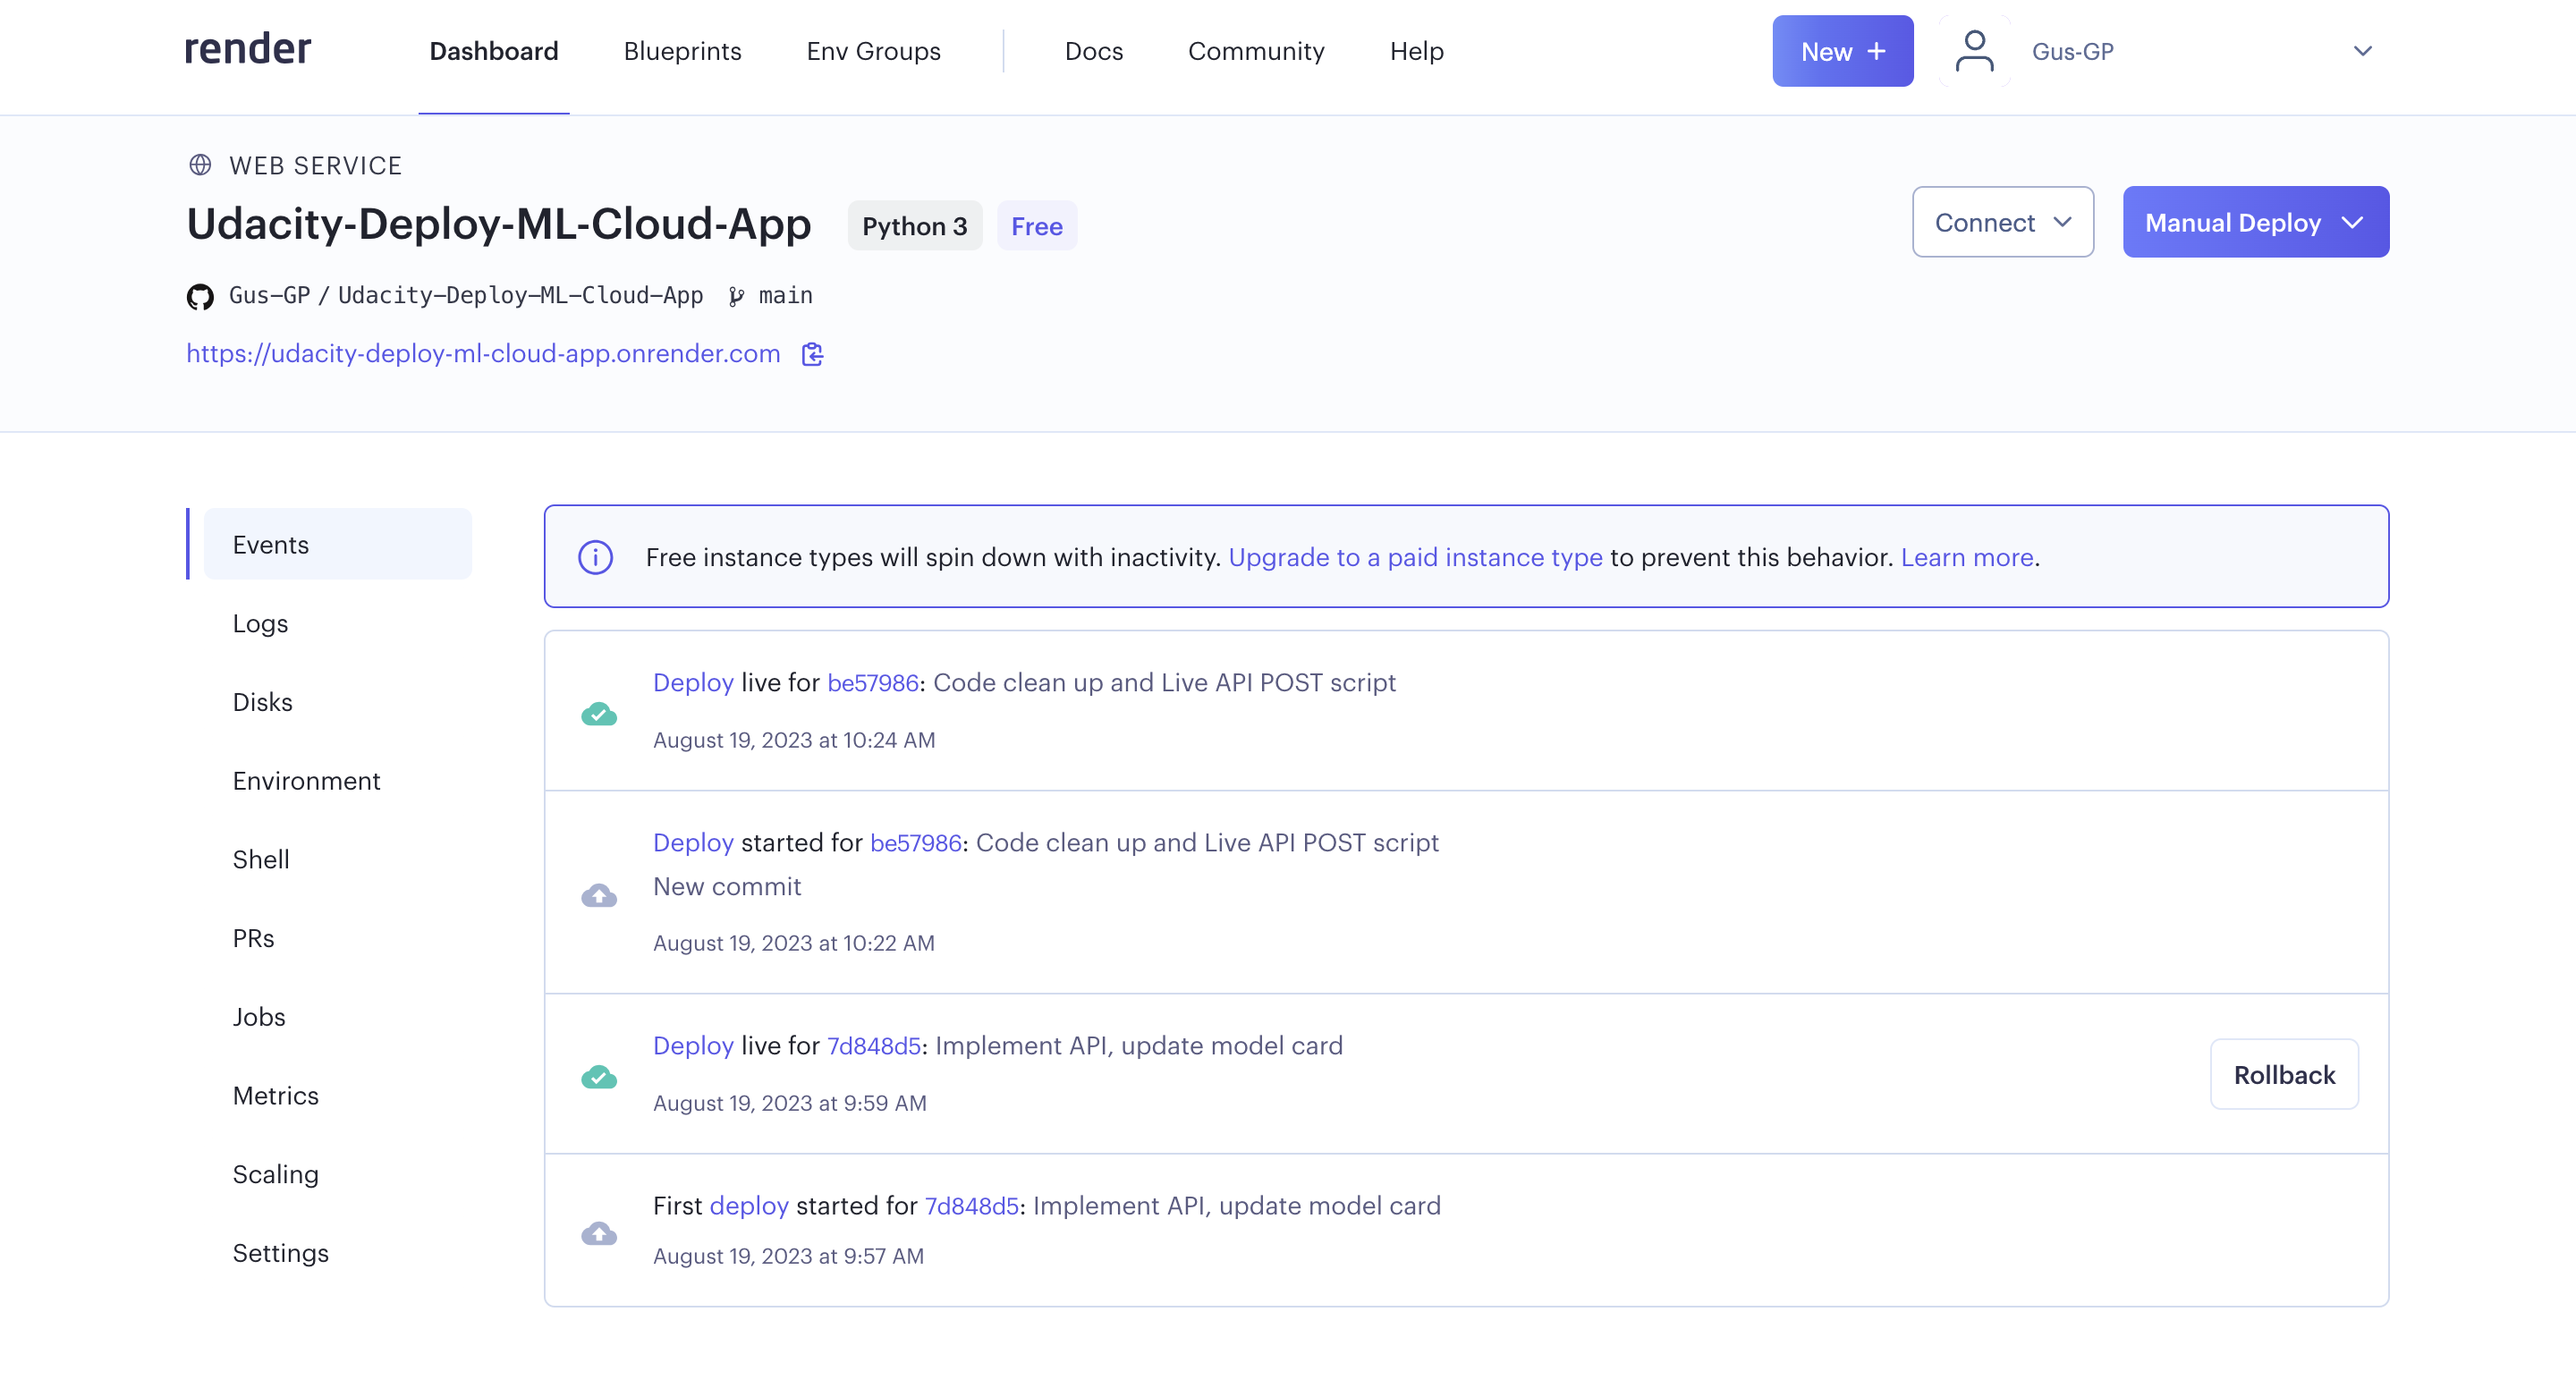 render Dashboard Blueprints Env Groups Docs Community Help New + Gus-GP
WEB SERVICE
Udacity-Deploy-ML-Cloud-App Python 3 Free Connect Manual Deploy
Gus-GP / Udacity-Deploy-ML-Cloud-App main
https://udacity-deploy-ml-cloud-app.onrender.com
Events
Logs
Disks
Environment
Shell
PRs
Jobs
Metrics
Scaling
Settings
Free instance types will spin down with inactivity. Upgrade to a paid instance type to prevent this behavior. Learn more.
Deploy live for be57986: Code clean up and Live API POST script
August 19, 2023 at 10:24 AM
Deploy started for be57986: Code clean up and Live API POST script
New commit
August 19, 2023 at 10:22 AM
Deploy live for 7d848d5: Implement API, update model card
August 19, 2023 at 9:59 AM
Rollback
First deploy started for 7d848d5: Implement API, update model card
August 19, 2023 at 9:57 AM